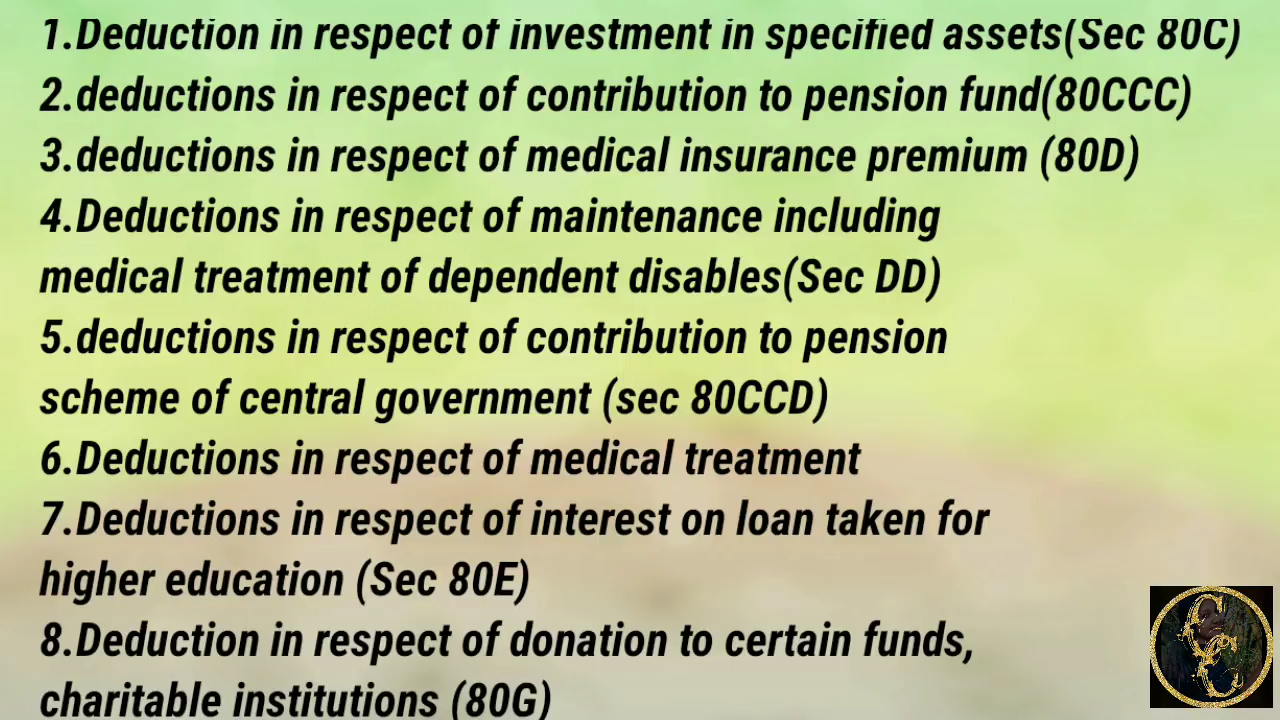 1.Deduction in respect of investment in specified assets(Sec 80C)
2.deductions in respect of contribution to pension fund(80CCC)
3.deductions in respect of medical insurance premium (80D)
4.Deductions in respect of maintenance including
medical treatment of dependent disables(Sec DD)
5.deductions in respect of contribution to pension
scheme of central government (sec 80CCD)
6.Deductions in respect of medical treatment
7.Deductions in respect of interest on loan taken for
higher education (Sec 80E)
8.Deduction in respect of donation to certain funds,
charitable institutions (80G)